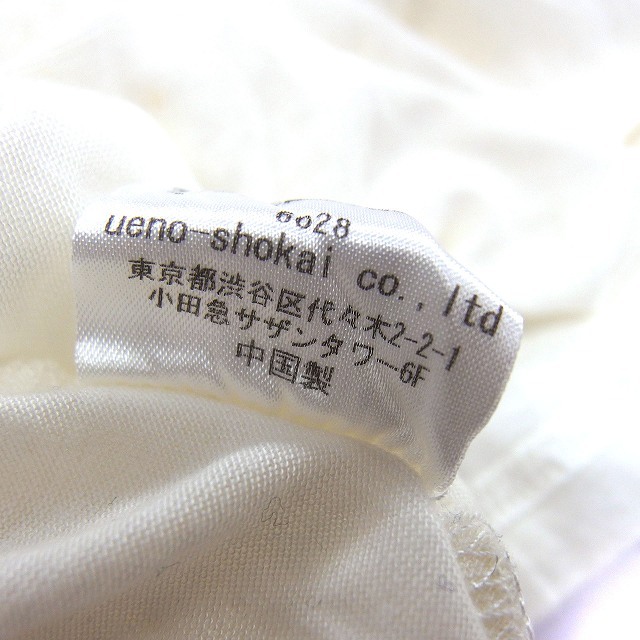 ueno-shokai co., ltd
東京都渋谷区代々木2-2-1
小田急サザンタワー6F
中国製